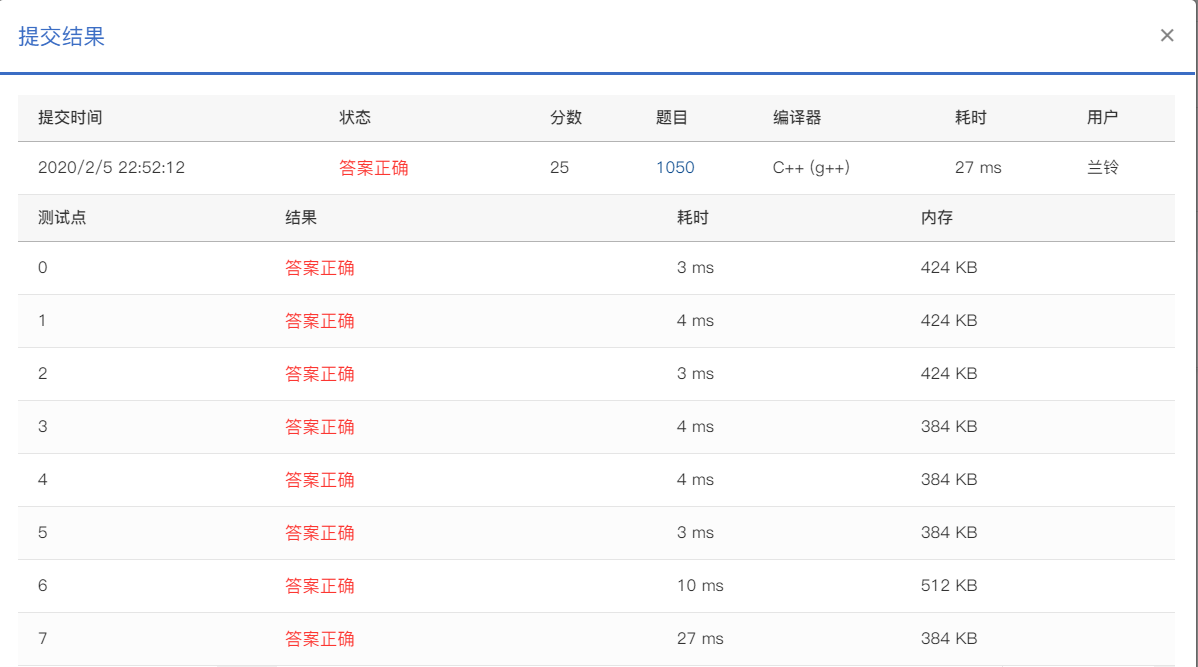 提交结果
×
提交时间 状态 分数 题目 编译器 耗时 用户
2020/2/5 22:52:12 答案正确 25 1050 C++ (g++) 27 ms 兰铃
测试点 结果 耗时 内存
0 答案正确 3 ms 424 KB
1 答案正确 4 ms 424 KB
2 答案正确 3 ms 424 KB
3 答案正确 4 ms 384 KB
4 答案正确 4 ms 384 KB
5 答案正确 3 ms 384 KB
6 答案正确 10 ms 512 KB
7 答案正确 27 ms 384 KB